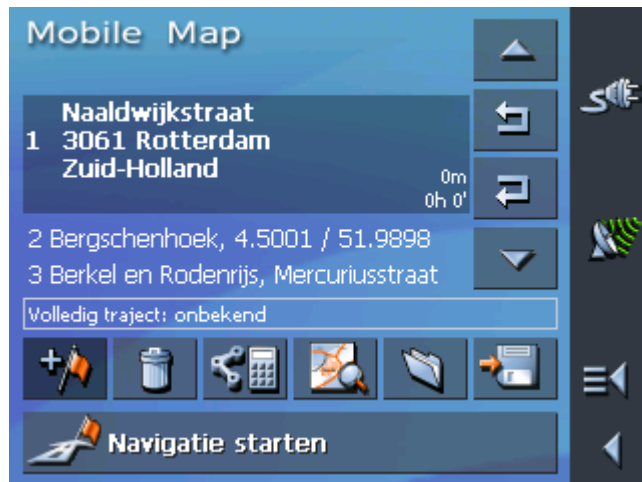 Mobile Map
Naaldwijkstraat
1 3061 Rotterdam
Zuid-Holland
0m
0h 0'
2 Bergschenhoek, 4.5001 / 51.9898
3 Berkel en Rodenrijs, Mercuriusstraat
Volledig traject: onbekend
Navigatie starten